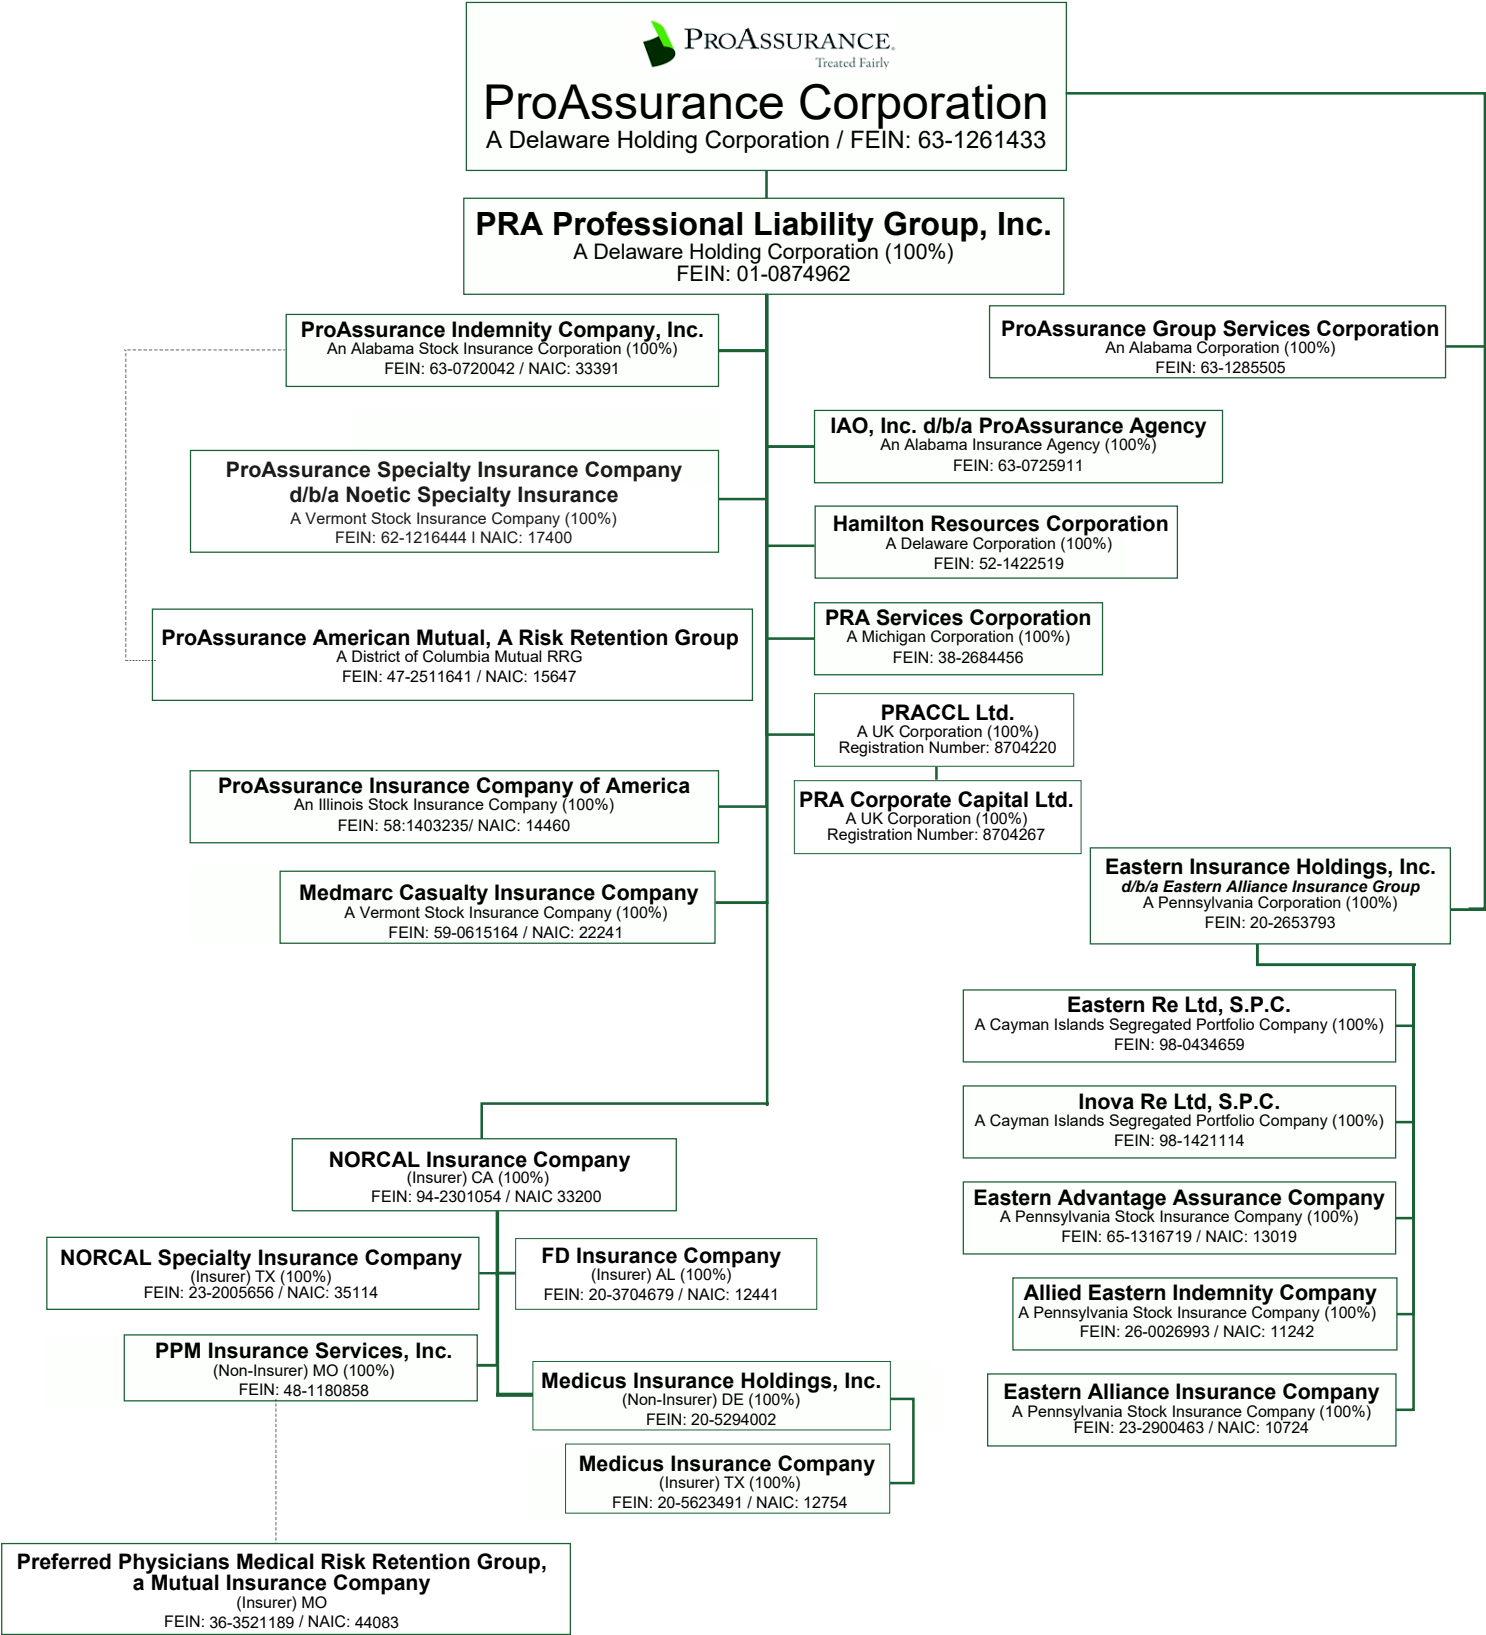 PROASSURANCE.
Treated Fairly
ProAssurance Corporation
A Delaware Holding Corporation / FEIN: 63-1261433
PRA Professional Liability Group, Inc.
A Delaware Holding Corporation (100%)
FEIN: 01-0874962
ProAssurance Indemnity Company, Inc.
An Alabama Stock Insurance Corporation (100%)
FEIN: 63-0720042 / NAIC: 33391
ProAssurance Group Services Corporation
An Alabama Corporation (100%)
FEIN: 63-1285505
IAO, Inc. d/b/a ProAssurance Agency
An Alabama Insurance Agency (100%)
FEIN: 63-0725911
ProAssurance Specialty Insurance Company
d/b/a Noetic Specialty Insurance
A Vermont Stock Insurance Company (100%)
FEIN: 62-1216444 I NAIC: 17400
Hamilton Resources Corporation
A Delaware Corporation (100%)
FEIN: 52-1422519
ProAssurance American Mutual, A Risk Retention Group
A District of Columbia Mutual RRG
FEIN: 47-2511641 / NAIC: 15647
PRA Services Corporation
A Michigan Corporation (100%)
FEIN: 38-2684456
PRACCL Ltd.
A UK Corporation (100%)
Registration Number: 8704220
ProAssurance Insurance Company of America
An Illinois Stock Insurance Company (100%)
FEIN: 58:1403235/ NAIC: 14460
PRA Corporate Capital Ltd.
A UK Corporation (100%)
Registration Number: 8704267
Medmarc Casualty Insurance Company
A Vermont Stock Insurance Company (100%)
FEIN: 59-0615164 / NAIC: 22241
Eastern Insurance Holdings, Inc.
d/b/a Eastern Alliance Insurance Group
A Pennsylvania Corporation (100%)
FEIN: 20-2653793
Eastern Re Ltd, S.P.C.
A Cayman Islands Segregated Portfolio Company (100%)
FEIN: 98-0434659
Inova Re Ltd, S.P.C.
A Cayman Islands Segregated Portfolio Company (100%)
FEIN: 98-1421114
NORCAL Insurance Company
(Insurer) CA (100%)
FEIN: 94-2301054 / NAIC 33200
Eastern Advantage Assurance Company
A Pennsylvania Stock Insurance Company (100%)
FEIN: 65-1316719 / NAIC: 13019
NORCAL Specialty Insurance Company
(Insurer) TX (100%)
FEIN: 23-2005656 / NAIC: 35114
FD Insurance Company
(Insurer) AL (100%)
FEIN: 20-3704679 / NAIC: 12441
Allied Eastern Indemnity Company
A Pennsylvania Stock Insurance Company (100%)
FEIN: 26-0026993 / NAIC: 11242
PPM Insurance Services, Inc.
(Non-Insurer) MO (100%)
FEIN: 48-1180858
Medicus Insurance Holdings, Inc.
(Non-Insurer) DE (100%)
FEIN: 20-5294002
Eastern Alliance Insurance Company
A Pennsylvania Stock Insurance Company (100%)
FEIN: 23-2900463 / NAIC: 10724
Medicus Insurance Company
(Insurer) TX (100%)
FEIN: 20-5623491 / NAIC: 12754
Preferred Physicians Medical Risk Retention Group,
a Mutual Insurance Company
(Insurer) MO
FEIN: 36-3521189 / NAIC: 44083